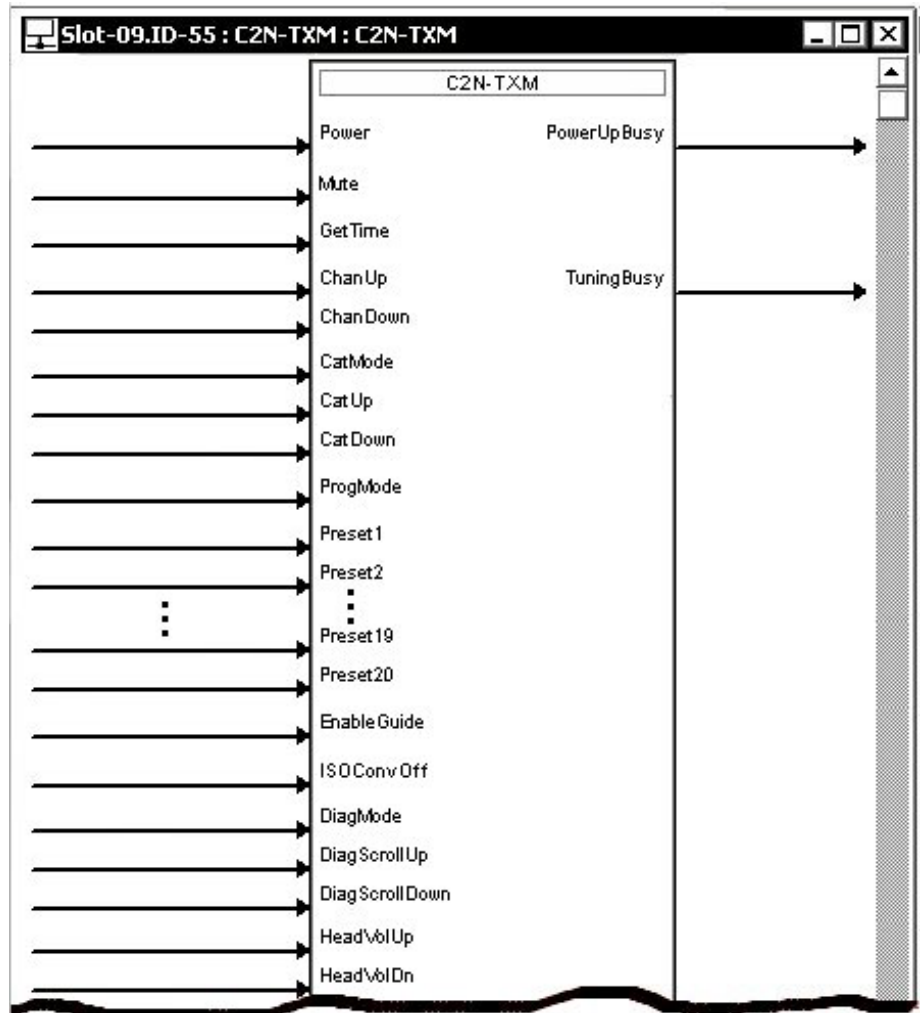 Slot-09.ID-55 : C2N-TXM : C2N-TXM
C2N-TXM
Power PowerUpBusy
Mute
GetTime
ChanUp TuningBusy
ChanDown
CatMode
CatUp
CatDown
ProgMode
Preset1
Preset2
Preset19
Preset20
EnableGuide
ISOConvOff
DiagMode
DiagScrollUp
DiagScrollDown
HeadVolUp
HeadVolDn